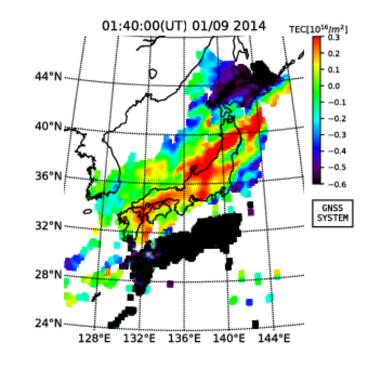 01:40:00(UT) 01/09 2014
TEC[10¹⁶/m²]
44°N
40°N
36°N
32°N
28°N
24°N
128°E 132°E 136°E 140°E 144°E
0.3
0.2
0.1
0.0
−0.1
−0.2
−0.3
−0.4
−0.5
−0.6
GNSS
SYSTEM